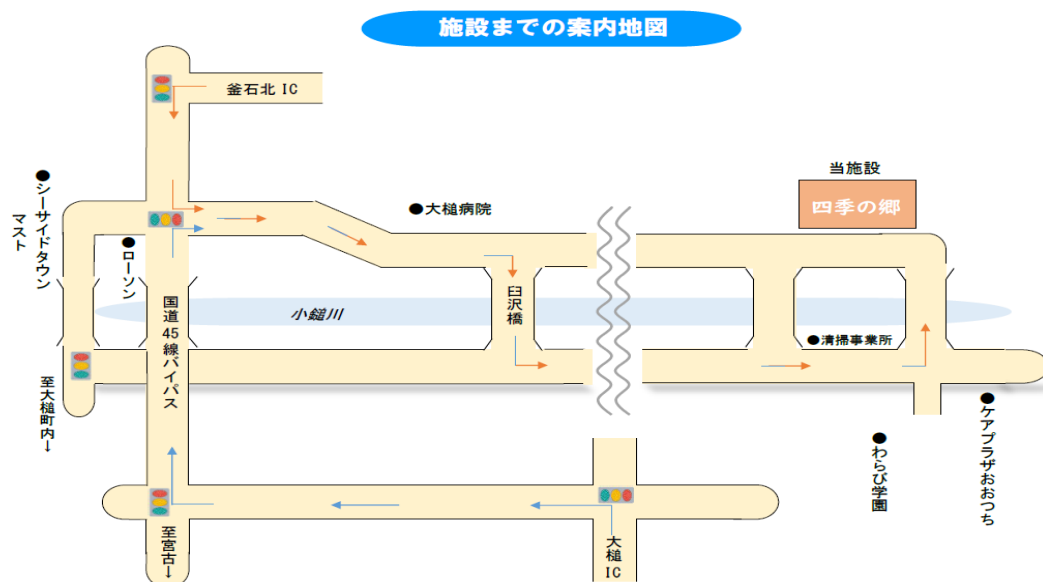 施設までの案内地図
釜石北 IC
当施設
四季の郷
●シーサイドタウン
マスト
●大槌病院
●ローソン
小鎚川
臼沢橋
国道45線バイパス
●清掃事業所
至大槌町内↓
●ケアプラザおおつち
●わらび学園
至宮古↓
大槌IC